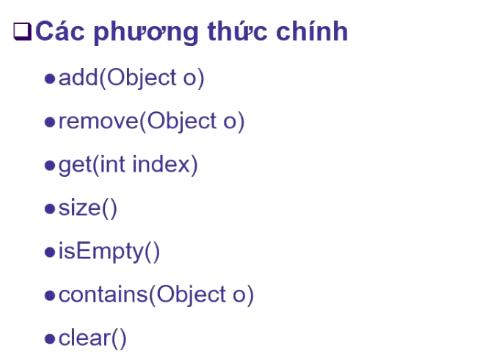 ❑Các phương thức chính
●add(Object o)
●remove(Object o)
●get(int index)
●size()
●isEmpty()
●contains(Object o)
●clear()